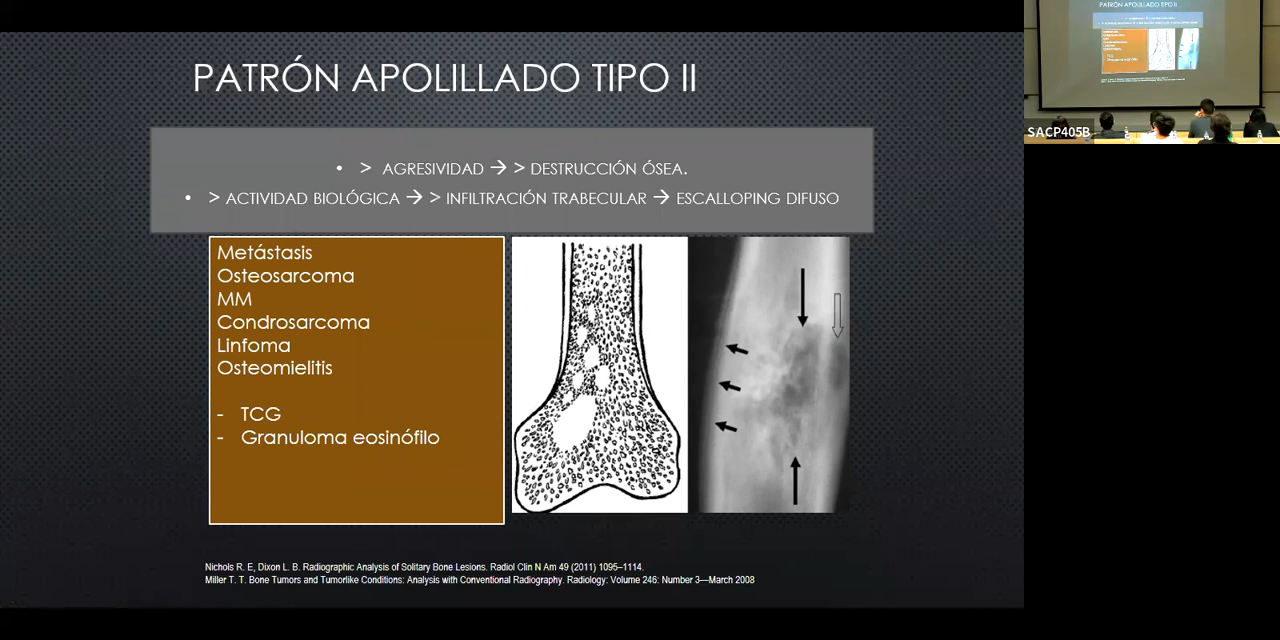 PATRÓN APOLILLADO TIPO II
• > AGRESIVIDAD → > DESTRUCCIÓN ÓSEA.
• > ACTIVIDAD BIOLÓGICA → > INFILTRACIÓN TRABECULAR → ESCALLOPING DIFUSO
Metástasis
Osteosarcoma
MM
Condrosarcoma
Linfoma
Osteomielitis
- TCG
- Granuloma eosinófilo
Nichols R. E, Dixon L. B. Radiographic Analysis of Solitary Bone Lesions. Radiol Clin N Am 49 (2011) 1095–1114.
Miller T. T. Bone Tumors and Tumorlike Conditions: Analysis with Conventional Radiography. Radiology: Volume 246: Number 3—March 2008
PATRÓN APOLILLADO TIPO II
SACP405B